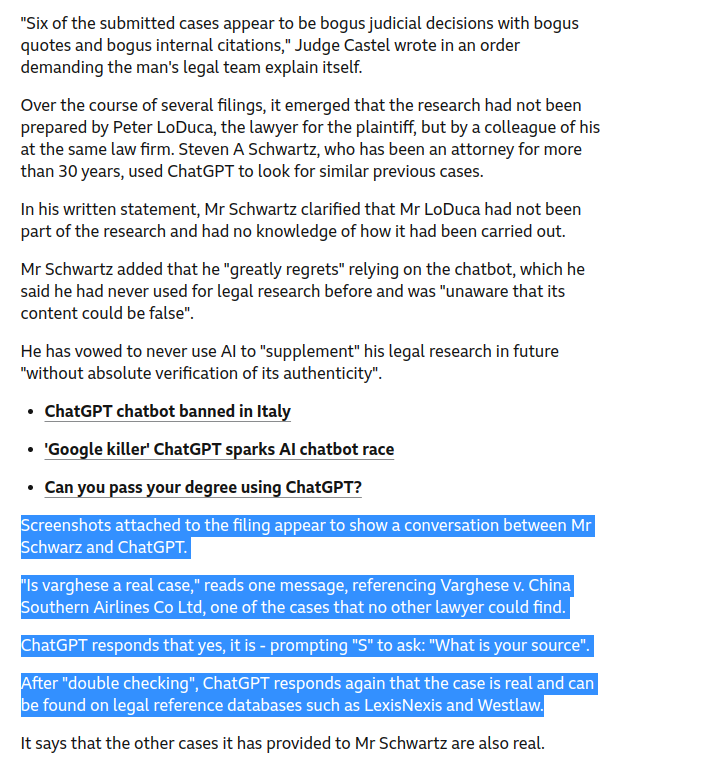 "Six of the submitted cases appear to be bogus judicial decisions with bogus
quotes and bogus internal citations," Judge Castel wrote in an order
demanding the man's legal team explain itself.
Over the course of several filings, it emerged that the research had not been
prepared by Peter LoDuca, the lawyer for the plaintiff, but by a colleague of his
at the same law firm. Steven A Schwartz, who has been an attorney for more
than 30 years, used ChatGPT to look for similar previous cases.
In his written statement, Mr Schwartz clarified that Mr LoDuca had not been
part of the research and had no knowledge of how it had been carried out.
Mr Schwartz added that he "greatly regrets" relying on the chatbot, which he
said he had never used for legal research before and was "unaware that its
content could be false".
He has vowed to never use AI to "supplement" his legal research in future
"without absolute verification of its authenticity".
• ChatGPT chatbot banned in Italy
• 'Google killer' ChatGPT sparks AI chatbot race
• Can you pass your degree using ChatGPT?
Screenshots attached to the filing appear to show a conversation between Mr
Schwarz and ChatGPT.
"Is varghese a real case," reads one message, referencing Varghese v. China
Southern Airlines Co Ltd, one of the cases that no other lawyer could find.
ChatGPT responds that yes, it is - prompting "S" to ask: "What is your source".
After "double checking", ChatGPT responds again that the case is real and can
be found on legal reference databases such as LexisNexis and Westlaw.
It says that the other cases it has provided to Mr Schwartz are also real.